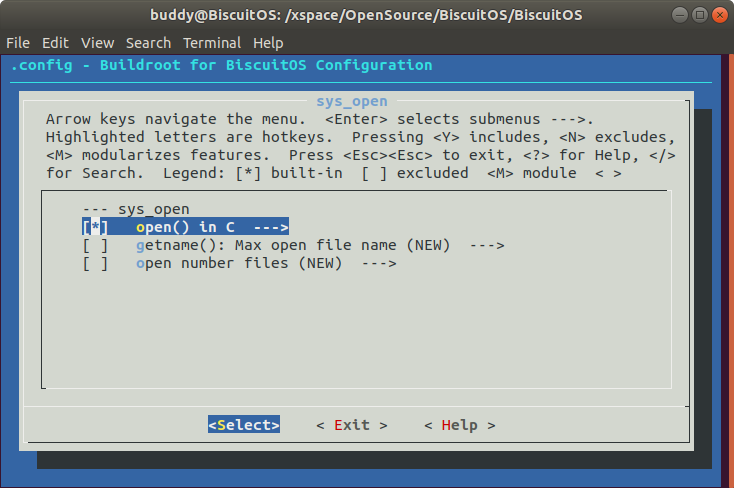 buddy@BiscuitOS: /xspace/OpenSource/BiscuitOS/BiscuitOS
File Edit View Search Terminal Help
.config - Buildroot for BiscuitOS Configuration
sys_open
Arrow keys navigate the menu.  <Enter> selects submenus --->.
Highlighted letters are hotkeys.  Pressing <Y> includes, <N> excludes,
<M> modularizes features.  Press <Esc><Esc> to exit, <?> for Help, </>
for Search.  Legend: [*] built-in  [ ] excluded  <M> module  < >
--- sys_open
[*]   open() in C  --->
[ ]   getname(): Max open file name (NEW)  --->
[ ]   open number files (NEW)  --->
<Select>    < Exit >    < Help >